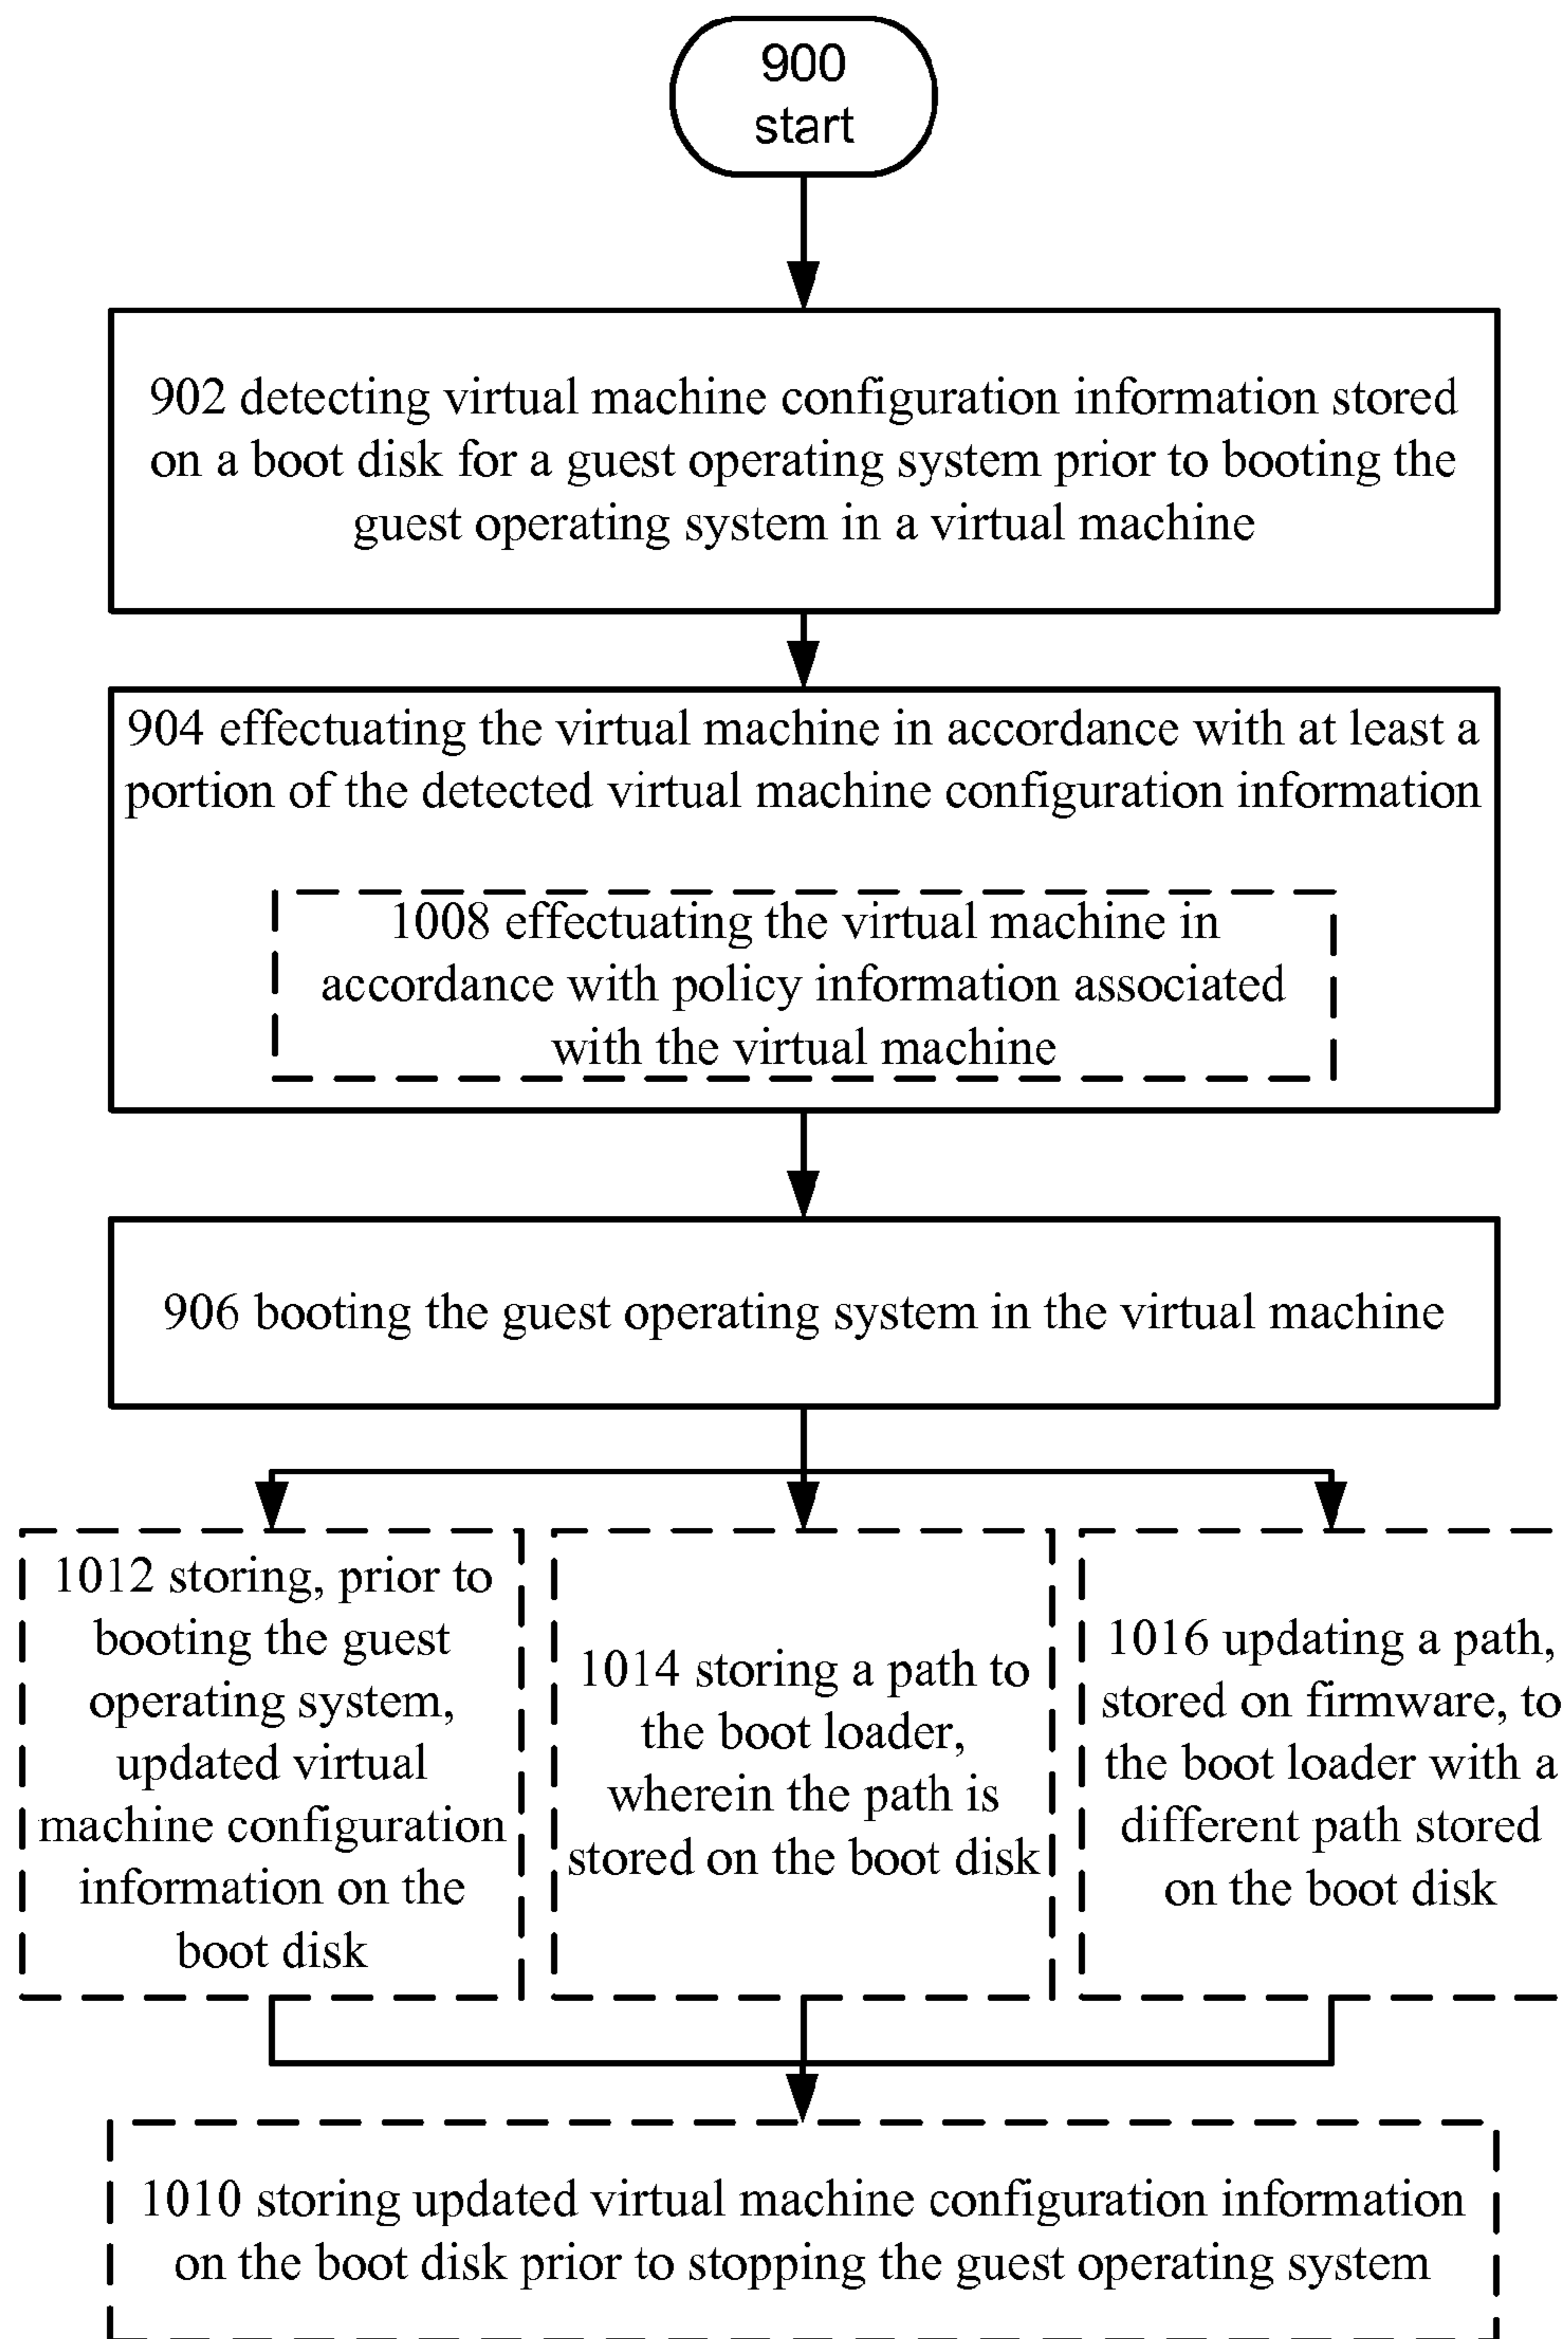 900
start
902 detecting virtual machine configuration information stored
on a boot disk for a guest operating system prior to booting the
guest operating system in a virtual machine
904 effectuating the virtual machine in accordance with at least a
portion of the detected virtual machine configuration information
1008 effectuating the virtual machine in
accordance with policy information associated
with the virtual machine
906 booting the guest operating system in the virtual machine
1012 storing, prior to
booting the guest
operating system,
updated virtual
machine configuration
information on the
boot disk
1014 storing a path to
the boot loader,
wherein the path is
stored on the boot disk
1016 updating a path,
stored on firmware, to
the boot loader with a
different path stored
on the boot disk
1010 storing updated virtual machine configuration information
on the boot disk prior to stopping the guest operating system